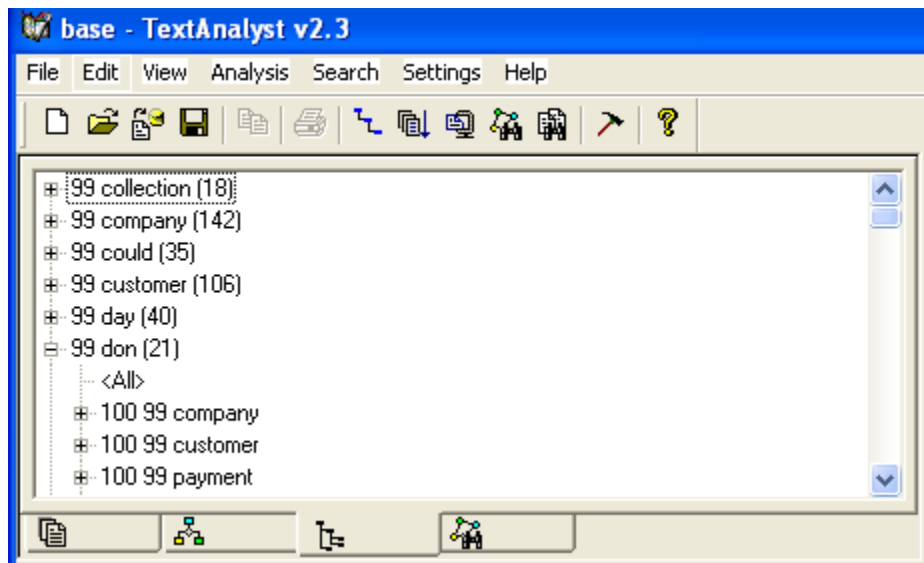 base - TextAnalyst v2.3
File Edit View Analysis Search Settings Help
99 collection (18)
99 company (142)
99 could (35)
99 customer (106)
99 day (40)
99 don (21)
<All>
100 99 company
100 99 customer
100 99 payment